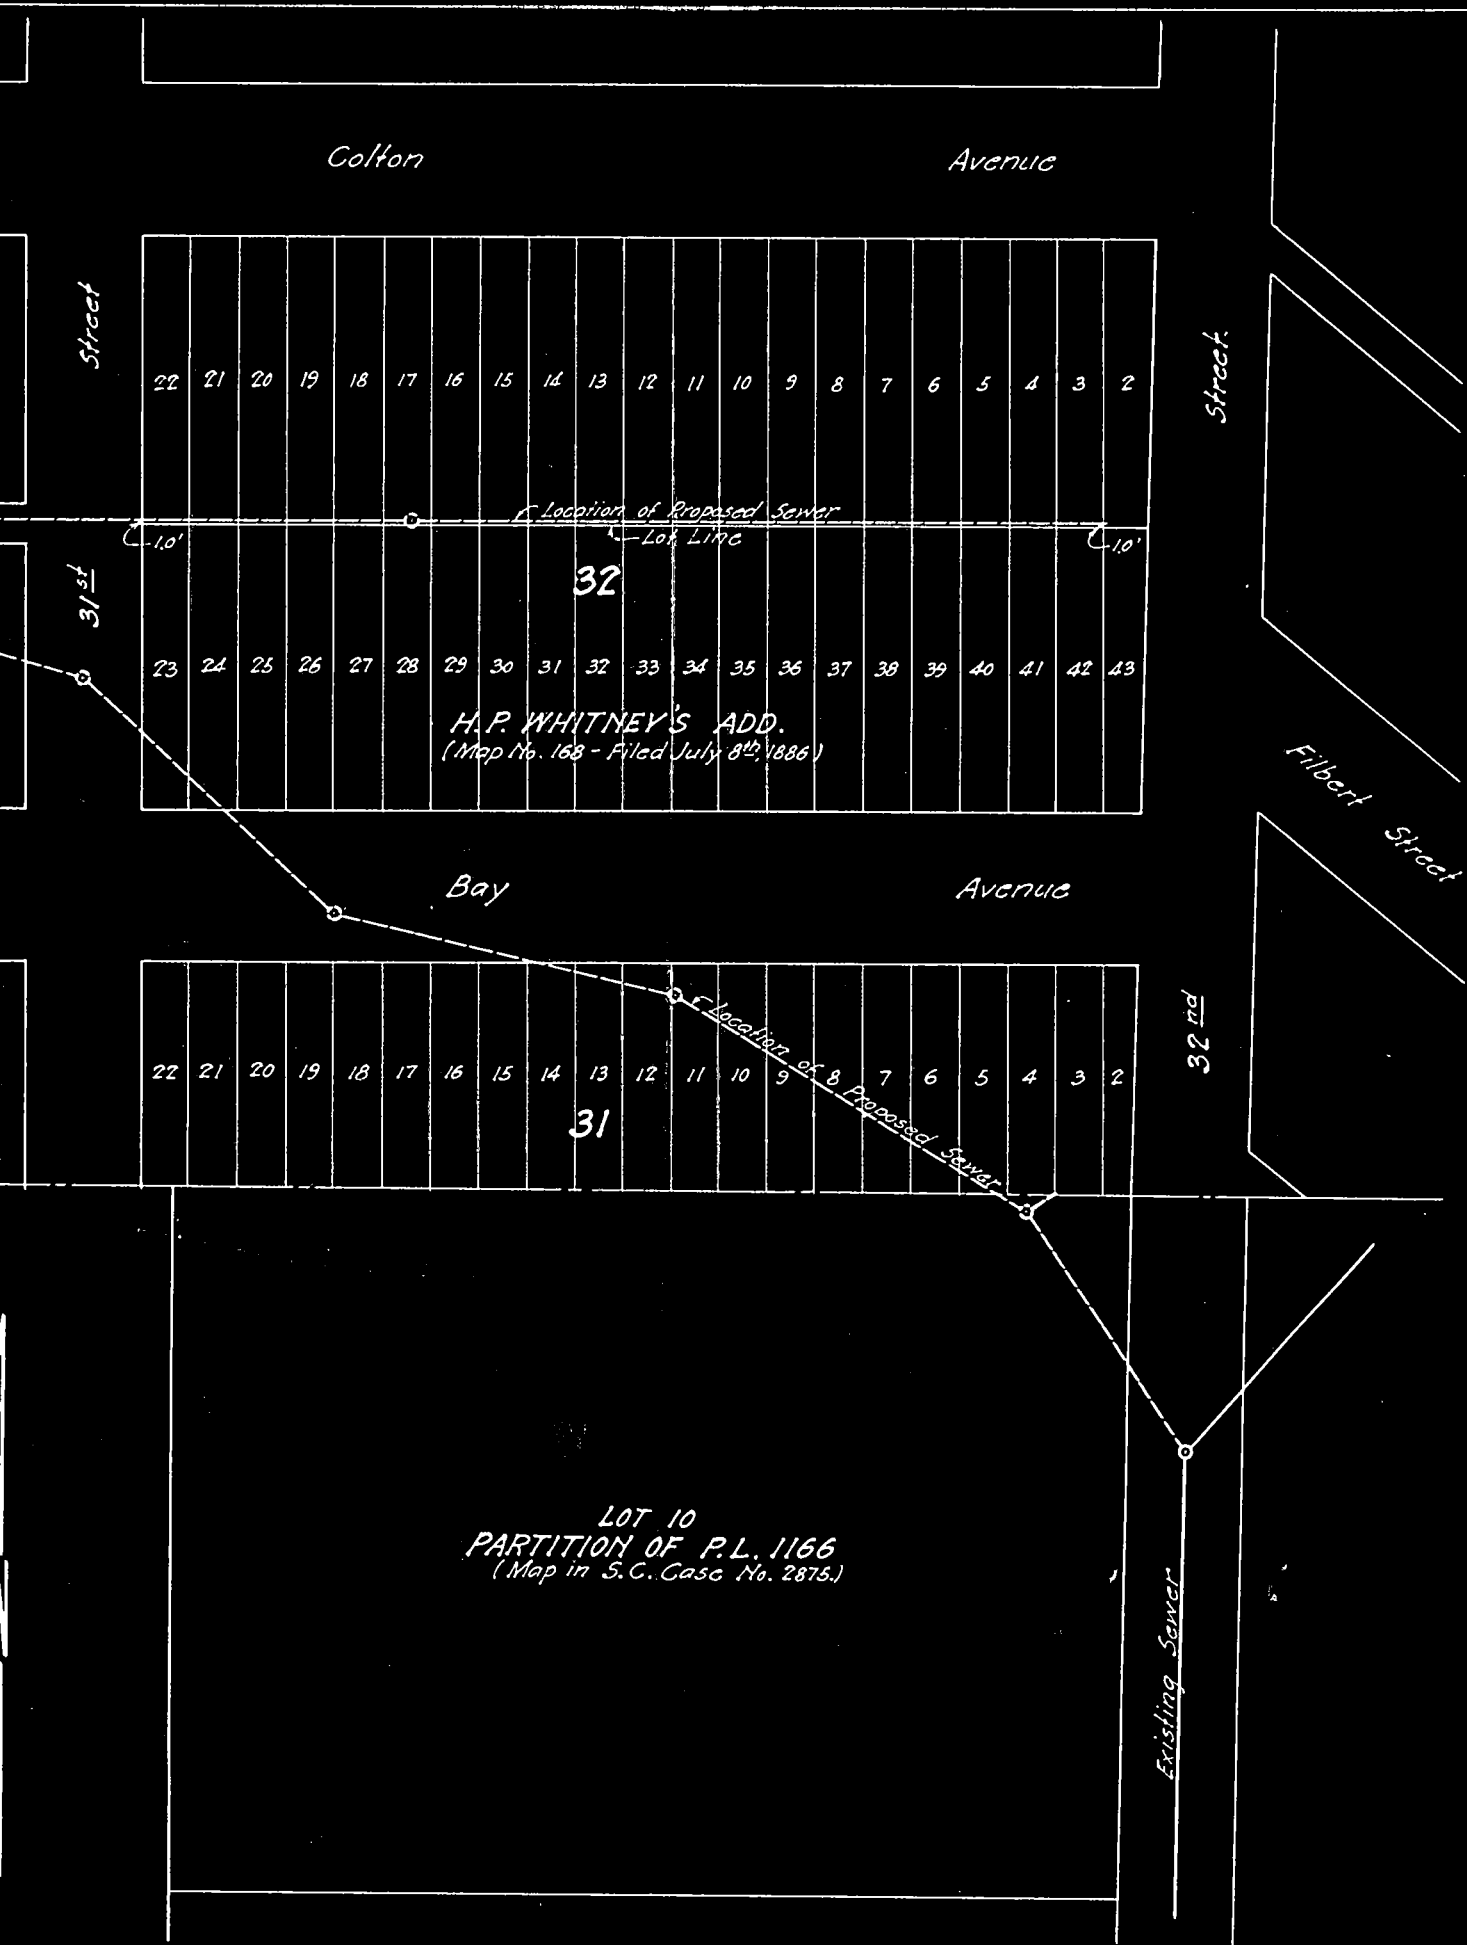 Colton Avenue
Street
Street.
22 21 20 19 18 17 16 15 14 13 12 11 10 9 8 7 6 5 4 3 2
Location of Proposed Sewer
Lot Line
1.0'
1.0'
31st
32
23 24 25 26 27 28 29 30 31 32 33 34 35 36 37 38 39 40 41 42 43
H.P. WHITNEY'S ADD.
(Map No. 168 - Filed July 8th, 1886)
Filbert Street
Bay Avenue
32nd
Location of Proposed Sewer
22 21 20 19 18 17 16 15 14 13 12 11 10 9 8 7 6 5 4 3 2
31
LOT 10
PARTITION OF P.L. 1166
(Map in S.C. Case No. 2875.)
Existing Sewer